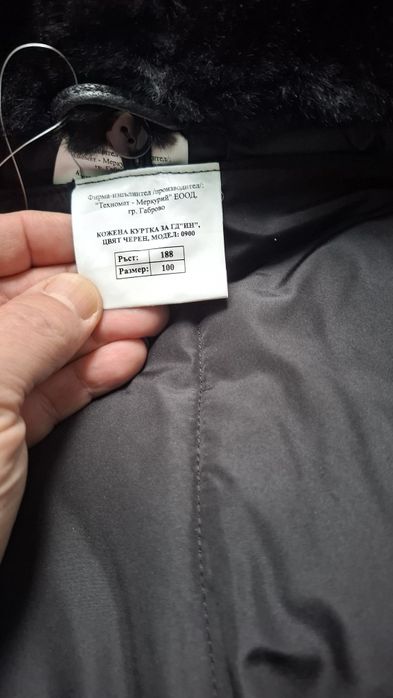 Фирма-изпълнител /производител/:
"Техномат - Меркурий" ЕООД,
гр. Габрово
КОЖЕНА КУРТКА ЗА ГД"ИН",
ЦВЯТ ЧЕРЕН, МОДЕЛ: 0900
Ръст: 188
Размер: 100